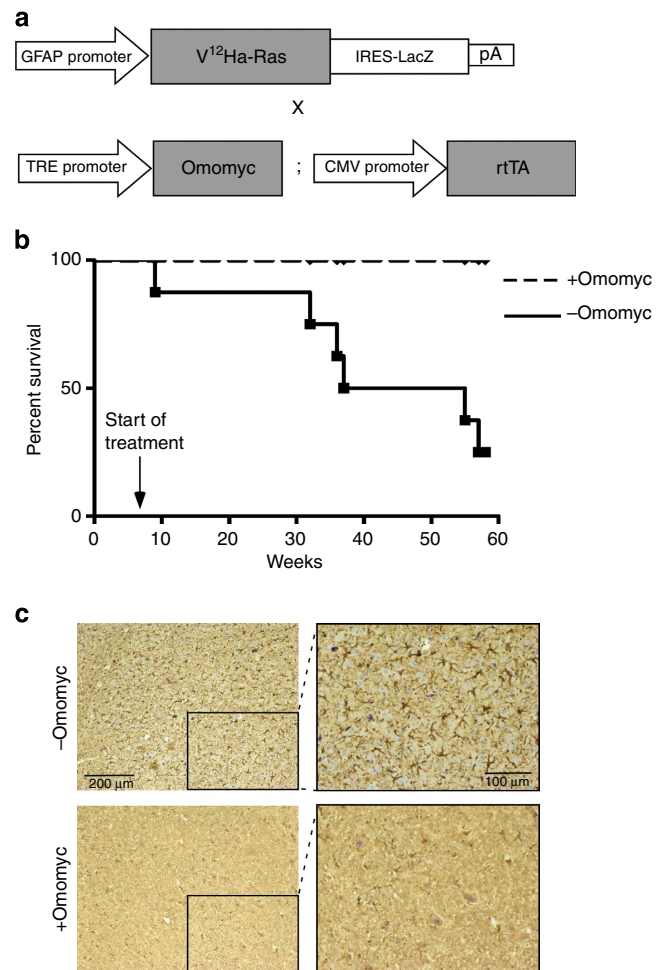 a
GFAP promoter V¹²Ha-Ras IRES-LacZ pA
X
TRE promoter Omomyc ; CMV promoter rtTA
b
100
50
0
Percent survival
Start of
treatment
0 10 20 30 40 50 60
Weeks
+Omomyc
–Omomyc
c
–Omomyc
200 µm
100 µm
+Omomyc